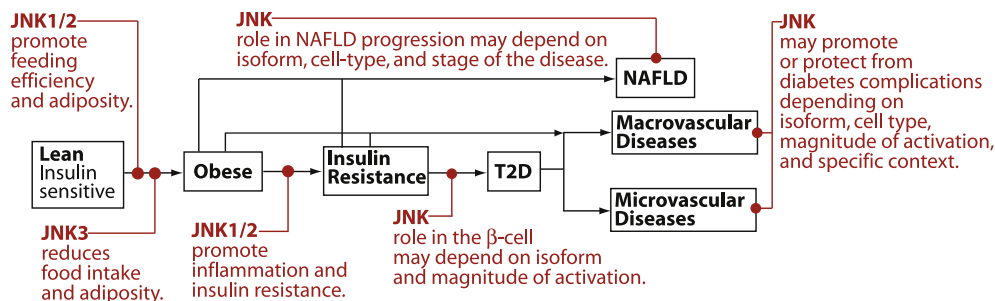 JNK1/2
promote
feeding
efficiency
and adiposity.
JNK
role in NAFLD progression may depend on
isoform, cell-type, and stage of the disease.
JNK
may promote
or protect from
diabetes complications
depending on
isoform, cell type,
magnitude of activation,
and specific context.
NAFLD
Lean
Insulin
sensitive
Obese
Insulin
Resistance
T2D
Macrovascular
Diseases
Microvascular
Diseases
JNK3
reduces
food intake
and adiposity.
JNK1/2
promote
inflammation and
insulin resistance.
JNK
role in the β-cell
may depend on isoform
and magnitude of activation.